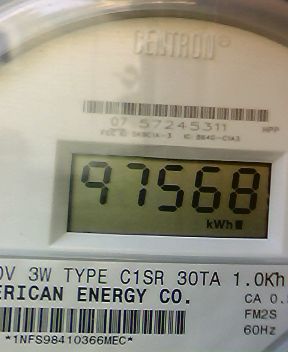 CENTRON®
07 57245311 HPP
97568
kWh
0V 3W TYPE C1SR 30TA 1.0Kh
ERICAN ENERGY CO. CA 0.
FM2S
60Hz
*1NFS98410366MEC*